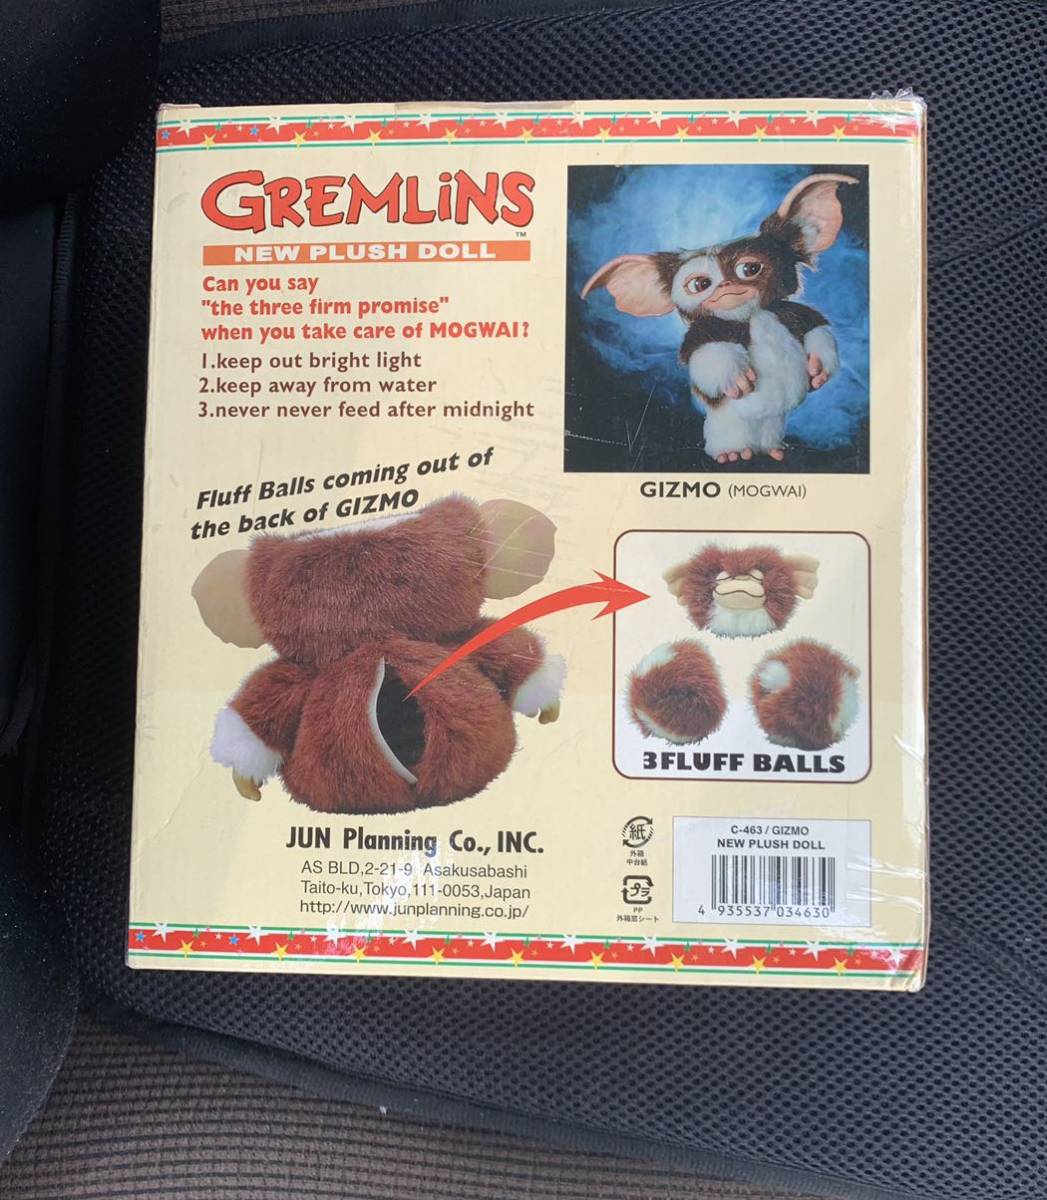 GREMLiNS
TM
NEW PLUSH DOLL
Can you say
"the three firm promise"
when you take care of MOGWAI?
1.keep out bright light
2.keep away from water
3.never never feed after midnight
GIZMO (MOGWAI)
Fluff Balls coming out of
the back of GIZMO
3FLUFF BALLS
JUN Planning Co., INC.
AS BLD,2-21-9 Asakusabashi
Taito-ku,Tokyo,111-0053,Japan
http://www.junplanning.co.jp/
紙
外箱
中台紙
プラ
PP
外箱窓シート
C-463 / GIZMO
NEW PLUSH DOLL
4 935537 034630